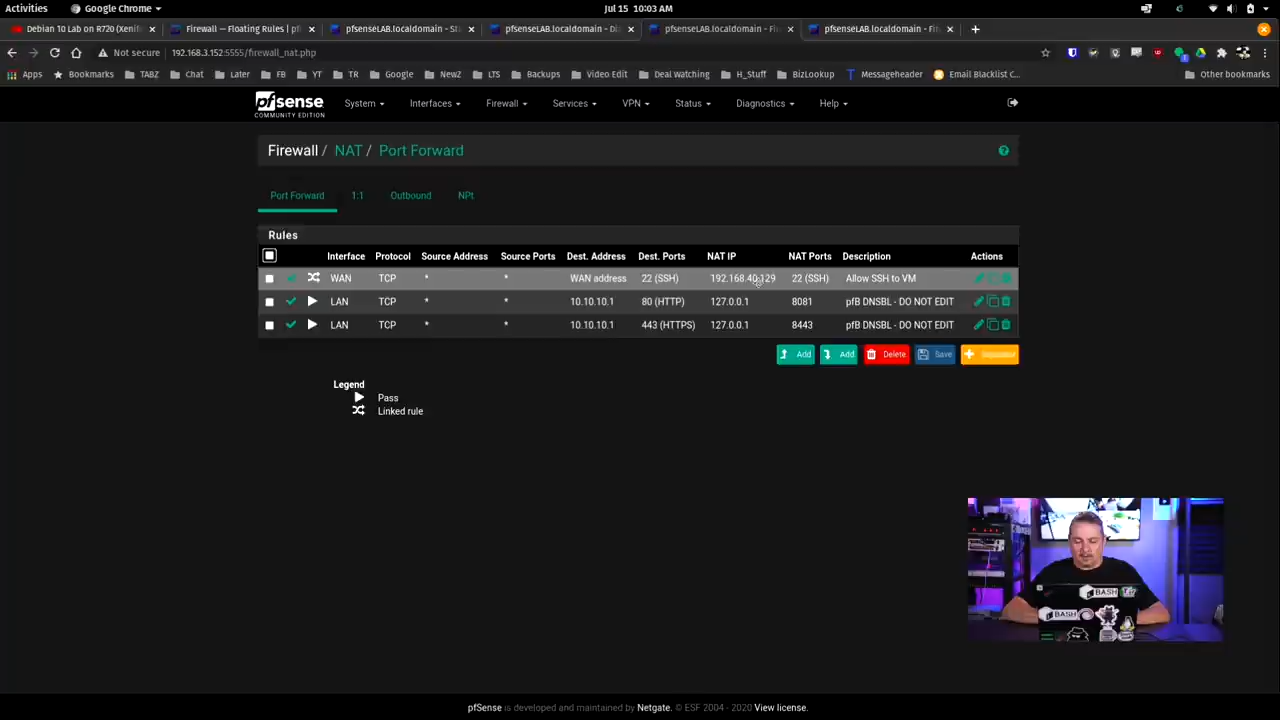 Activities Google Chrome Jul 15 10:03 AM
Debian 10 Lab on R720 (Xenif Firewall — Floating Rules | pf pfsenseLAB.localdomain - St pfsenseLAB.localdomain - Di pfsenseLAB.localdomain - Fi pfsenseLAB.localdomain - Fi
Not secure 192.168.3.152:5555/firewall_nat.php
Apps Bookmarks TABZ Chat Later FB YT TR Google NewZ LTS Backups Video Edit Deal Watching H_Stuff BizLookup Messageheader Email Blacklist C... Other bookmarks
pfsense System Interfaces Firewall Services VPN Status Diagnostics Help
COMMUNITY EDITION
Firewall / NAT / Port Forward
Port Forward 1:1 Outbound NPt
Rules
Interface Protocol Source Address Source Ports Dest. Address Dest. Ports NAT IP NAT Ports Description Actions
WAN TCP * * WAN address 22 (SSH) 192.168.40.129 22 (SSH) Allow SSH to VM
LAN TCP * * 10.10.10.1 80 (HTTP) 127.0.0.1 8081 pfB DNSBL - DO NOT EDIT
LAN TCP * * 10.10.10.1 443 (HTTPS) 127.0.0.1 8443 pfB DNSBL - DO NOT EDIT
Add Add Delete Save Separator
Legend
Pass
Linked rule
BASH
BASH
pfSense is developed and maintained by Netgate. © ESF 2004 - 2020 View license.